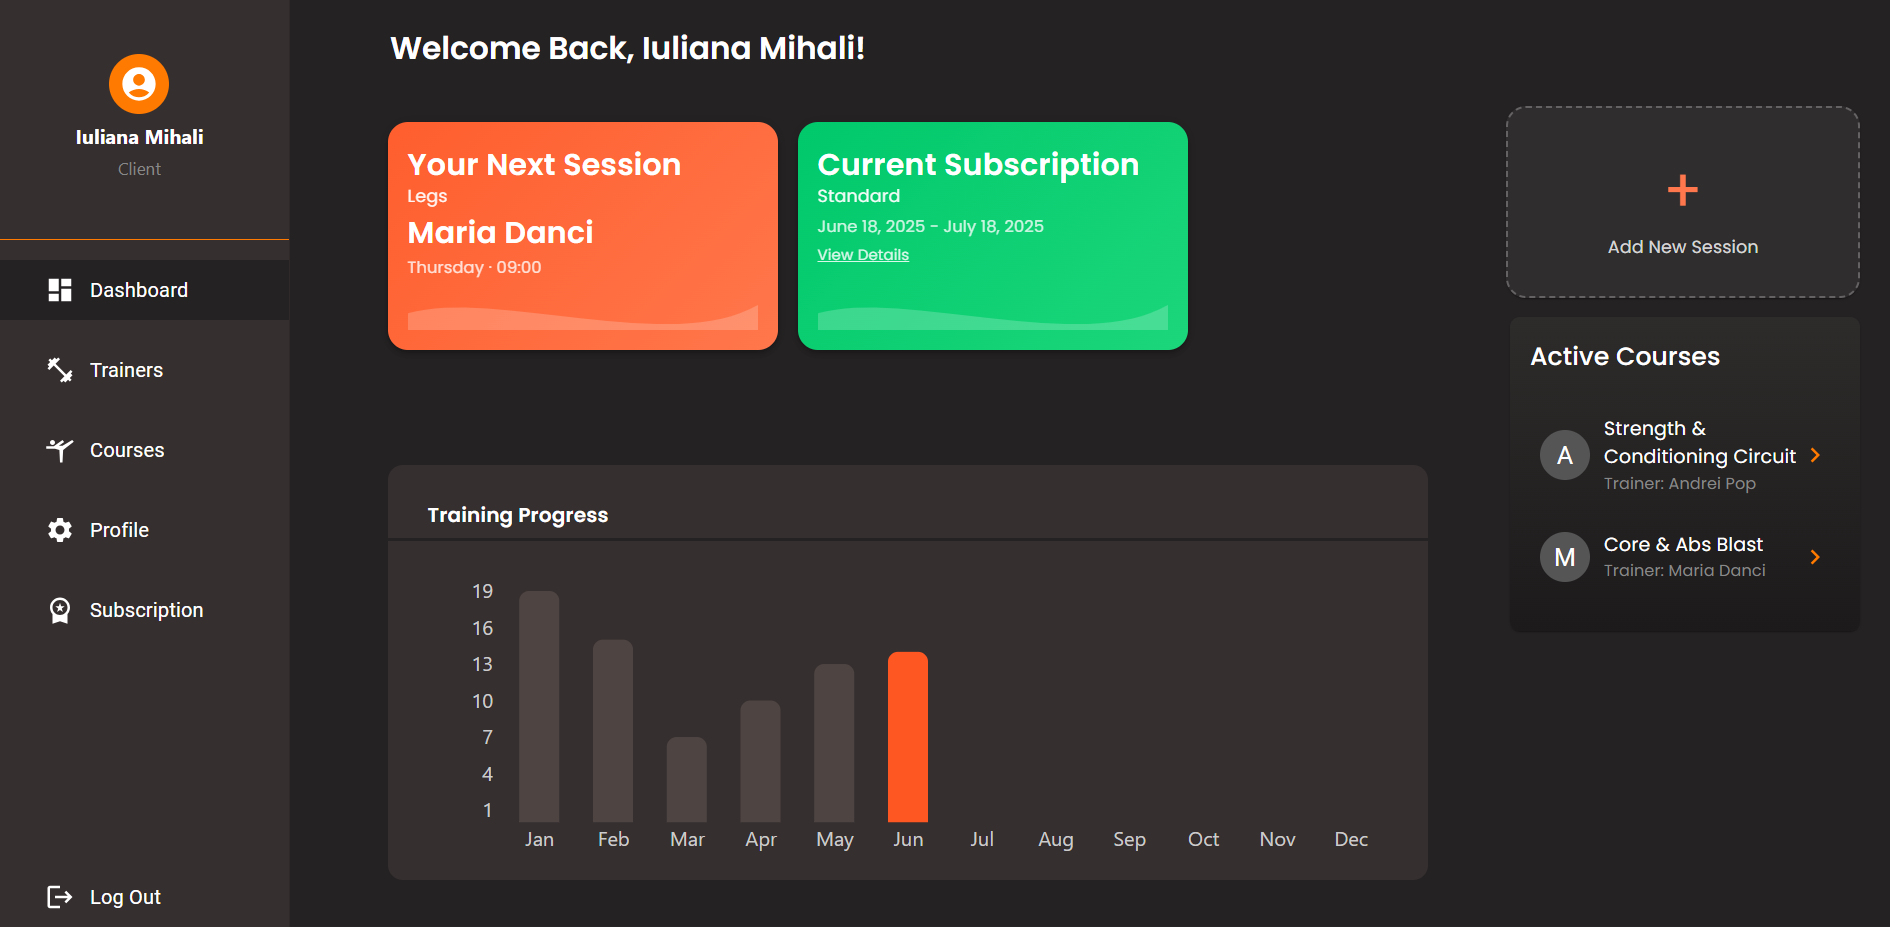 Iuliana Mihali
Client
Dashboard
Trainers
Courses
Profile
Subscription
Log Out
Welcome Back, Iuliana Mihali!
Your Next Session
Legs
Maria Danci
Thursday · 09:00
Current Subscription
Standard
June 18, 2025 - July 18, 2025
View Details
Training Progress
19
16
13
10
7
4
1
Jan Feb Mar Apr May Jun Jul Aug Sep Oct Nov Dec
Add New Session
Active Courses
A
Strength &
Conditioning Circuit
Trainer: Andrei Pop
M
Core & Abs Blast
Trainer: Maria Danci